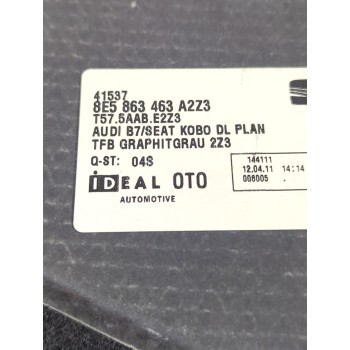 41537
8E5 863 463 A2Z3
T57.5AAB.E2Z3
AUDI B7/SEAT KOBO DL PLAN
TFB GRAPHITGRAU 2Z3
Q-ST: 04S
144111
12.04.11 14:14
006005
iDEAL OTO
AUTOMOTIVE